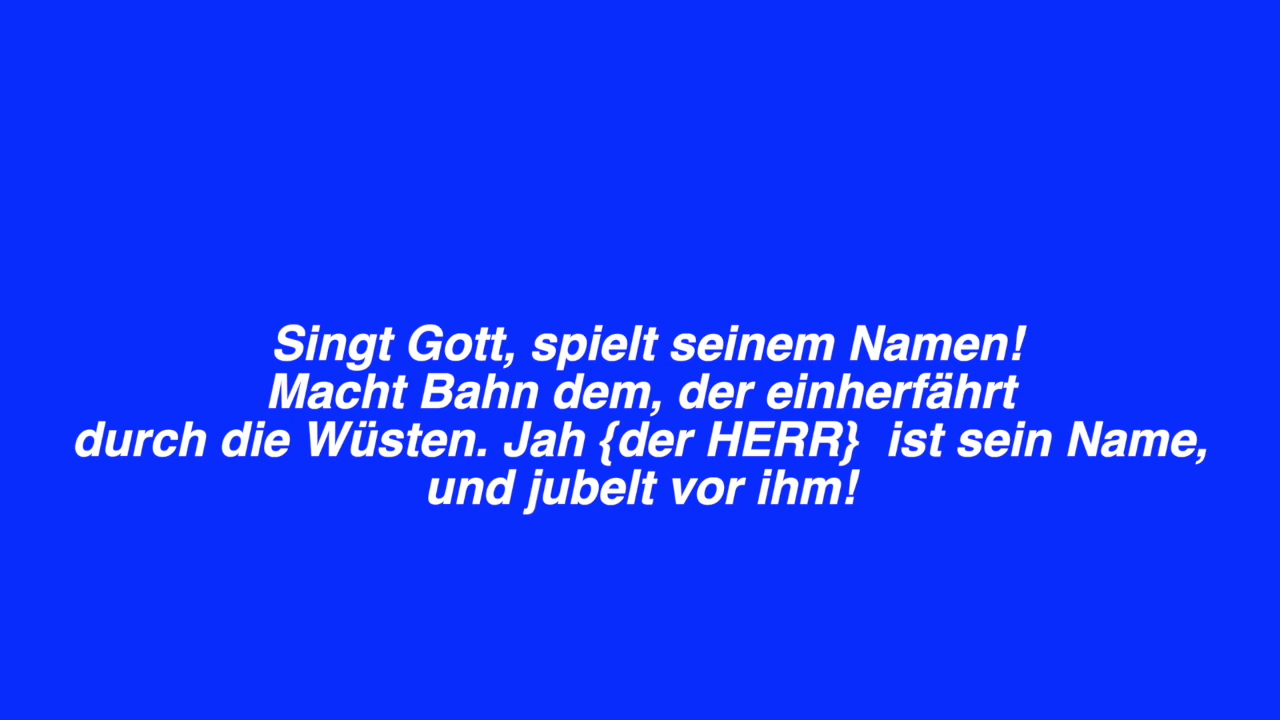 Singt Gott, spielt seinem Namen!
Macht Bahn dem, der einherfährt
durch die Wüsten. Jah {der HERR}  ist sein Name,
und jubelt vor ihm!